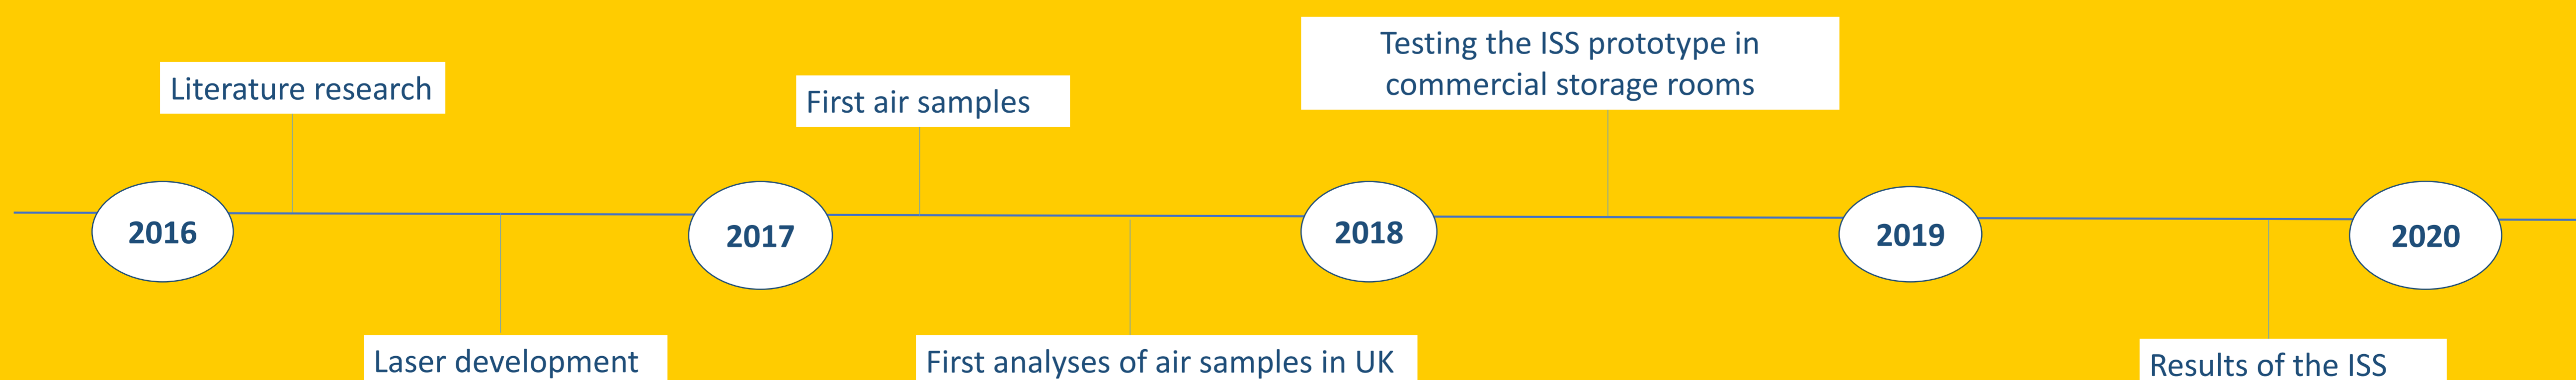 Testing the ISS prototype in
commercial storage rooms
Literature research
First air samples
2016
2017
2018
2019
2020
Laser development
First analyses of air samples in UK
Results of the ISS